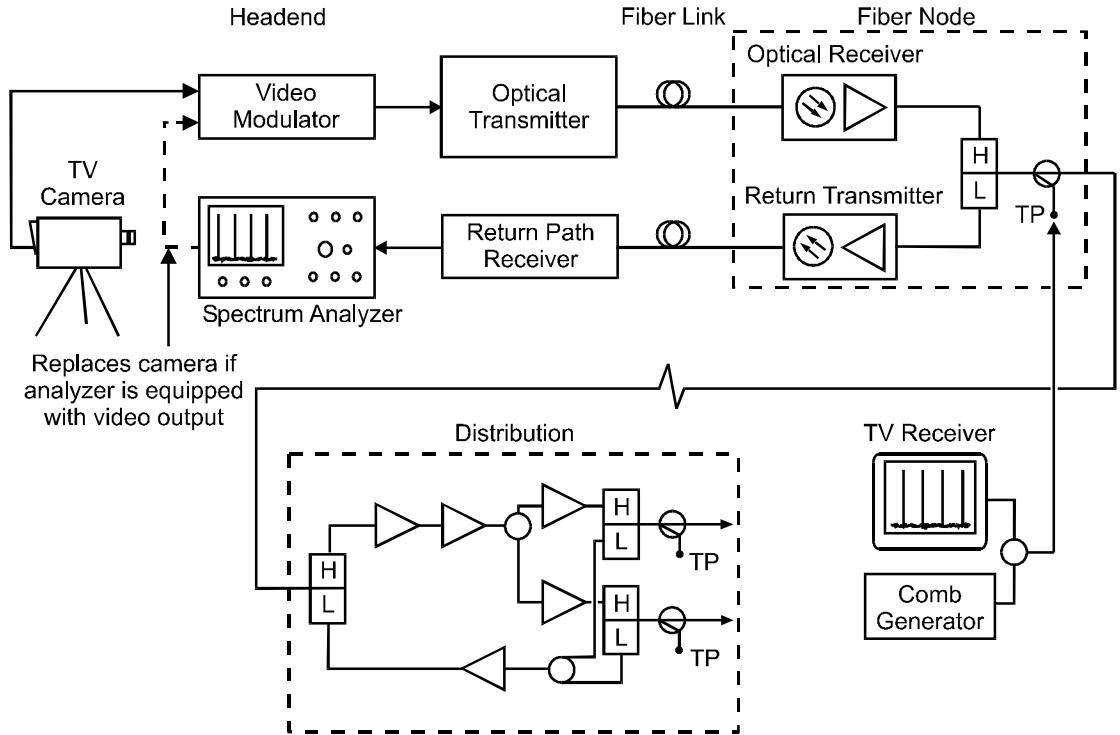 Headend
Fiber Link
Fiber Node
Optical Receiver
Video
Modulator
Optical
Transmitter
H
L
TV
Camera
Return Transmitter
TP
Return Path
Receiver
Spectrum Analyzer
Replaces camera if
analyzer is equipped
with video output
Distribution
TV Receiver
H
L
TP
H
L
H
L
TP
Comb
Generator